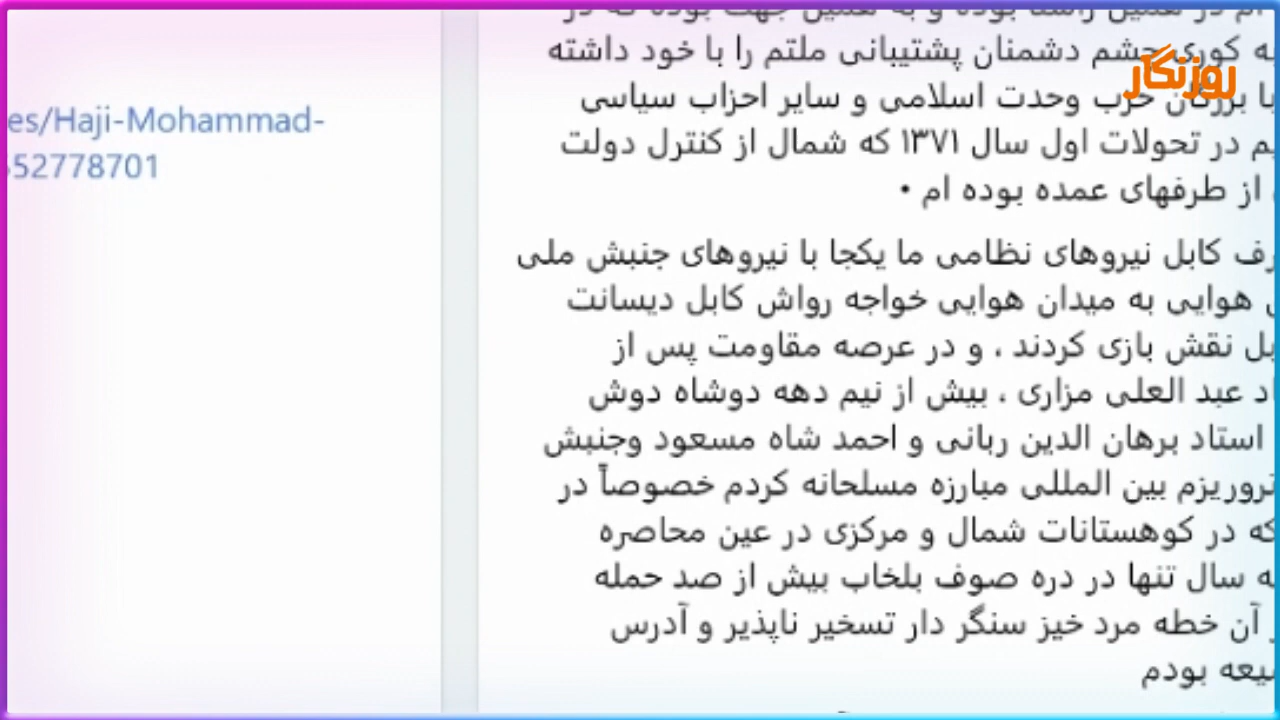 روزنگار
es/Haji-Mohammad-
52778701
کوری چشم دشمنان پشتیبانی ملتم را با خود داشته
با بزرگان حزب وحدت اسلامی و سایر احزاب سیاسی
در تحولات اول سال ۱۳۷۱ که شمال از کنترل دولت
از طرفهای عمده بوده ام •
کابل نیروهای نظامی ما یکجا با نیروهای جنبش ملی
هوایی به میدان هوایی خواجه رواش کابل دیسانت
نقش بازی کردند ، و در عرصه مقاومت پس از
عبد العلی مزاری ، بیش از نیم دهه دوشاه دوش
استاد برهان الدین ربانی و احمد شاه مسعود وجنبش
تروریزم بین المللی مبارزه مسلحانه کردم خصوصاً در
که در کوهستانات شمال و مرکزی در عین محاصره
سال تنها در دره صوف بلخاب بیش از صد حمله
آن خطه مرد خیز سنگر دار تسخیر ناپذیر و آدرس
بودم